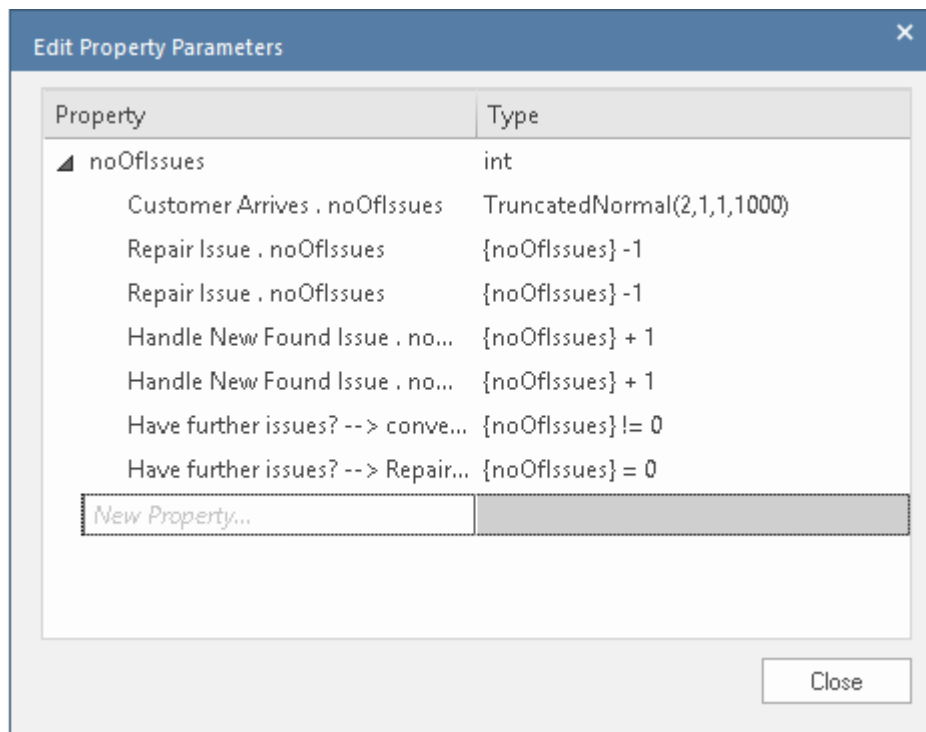 Edit Property Parameters
Property Type
noOfIssues int
Customer Arrives . noOfIssues TruncatedNormal(2,1,1,1000)
Repair Issue . noOfIssues {noOfIssues} -1
Repair Issue . noOfIssues {noOfIssues} -1
Handle New Found Issue . no... {noOfIssues} + 1
Handle New Found Issue . no... {noOfIssues} + 1
Have further issues? --> conve... {noOfIssues} != 0
Have further issues? --> Repair... {noOfIssues} = 0
New Property...
Close